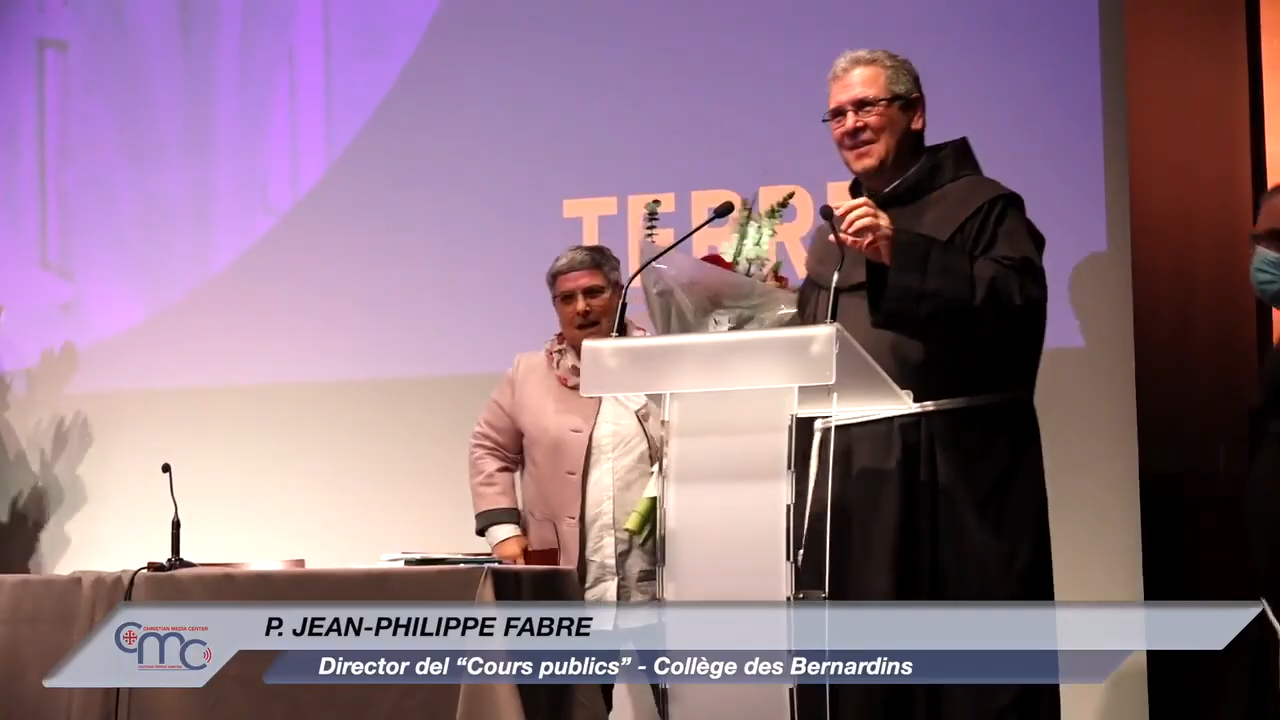 TERRE
CHRISTIAN MEDIA CENTER
CMC
P. JEAN-PHILIPPE FABRE
Director del “Cours publics” - Collège des Bernardins